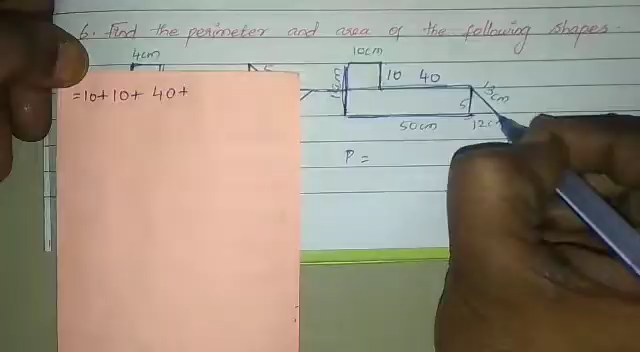 6. Find the perimeter and area of the following shapes.
4cm
10cm
10 40
13cm
5
50cm
12cm
P =
=10+10+ 40+